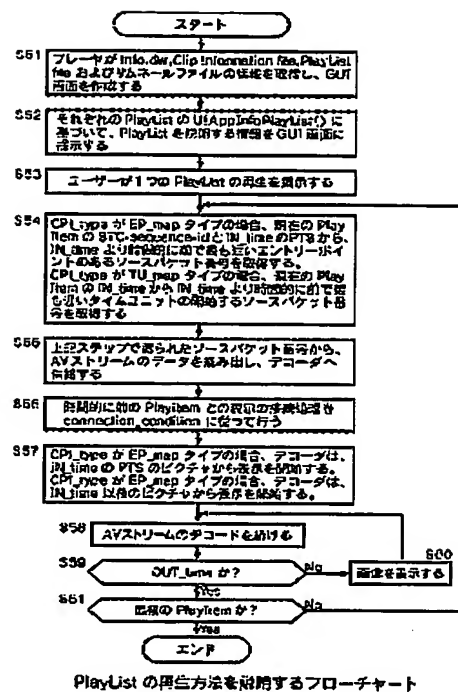 スタート
S51
プレーヤが Info.dvr, Clip Information file, PlayList
file およびサムネールファイルの情報を取得し、GUI
画面を作成する
S52
それぞれの PlayList の UIAppInfoPlayList() に
基づいて、PlayList を説明する情報を GUI 画面に
提示する
S53
ユーザーが1つの PlayList の再生を指示する
S54
CPI_type が EP_map タイプの場合、現在の Play
Item の STC-sequence-id と IN_time の PTS から、
IN_time より時間的に前で最も近いエントリーポ
イントのあるソースパケット番号を取得する。
CPI_type が TU_map タイプの場合、現在の Play
Item の IN_time から IN_time より時間的に前で最
も近いタイムユニットの開始するソースパケット番
号を取得する
S55
上記ステップで得られたソースパケット番号から、
AVストリームのデータを読み出し、デコーダへ
供給する
S56
時間的に前の PlayItem との表示の接続処理を
connection_condition に従って行う
S57
CPI_type が EP_map タイプの場合、デコーダは、
IN_time の PTS のピクチャから表示を開始する。
CPI_type が EP_map タイプの場合、デコーダは、
IN_time 以後のピクチャから表示を開始する。
S58
AVストリームのデコードを続ける
S59
OUT_time か?
No
S60
画像を表示する
Yes
S61
最後の PlayItem か?
No
Yes
エンド
PlayList の再生方法を説明するフローチャート